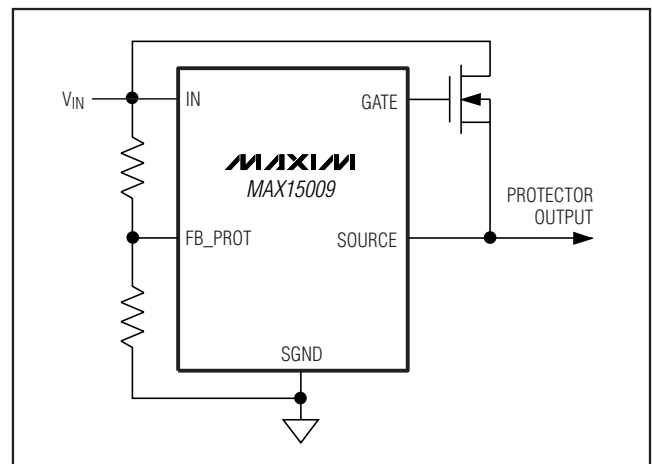 VIN
IN
GATE
MAXIM
MAX15009
PROTECTOR
OUTPUT
FB_PROT
SOURCE
SGND